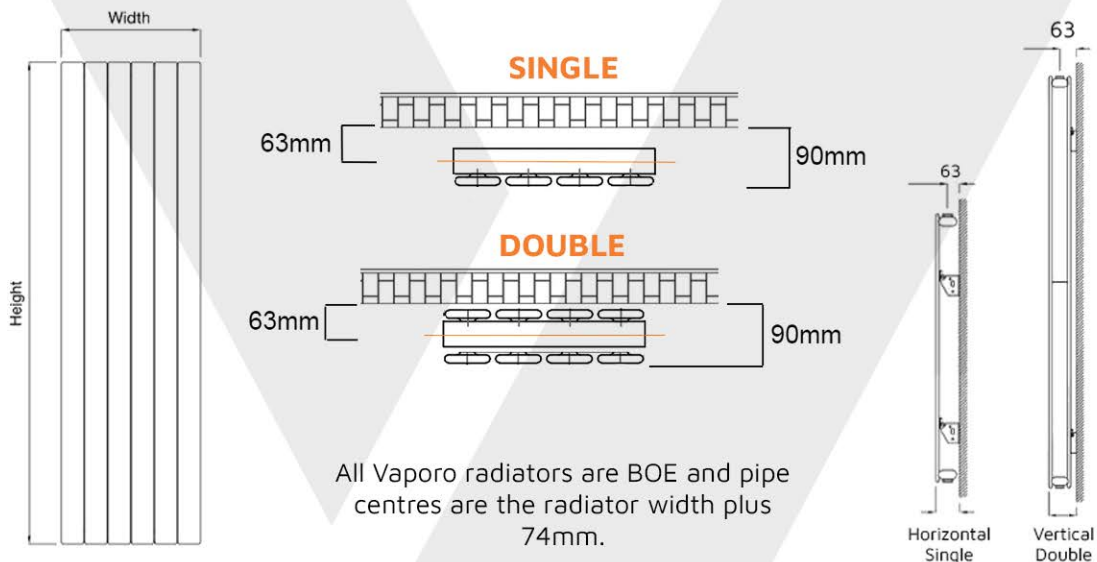 Width
Height
SINGLE
63mm
90mm
DOUBLE
63mm
90mm
All Vaporo radiators are BOE and pipe
centres are the radiator width plus
74mm.
63
63
Horizontal
Single
Vertical
Double